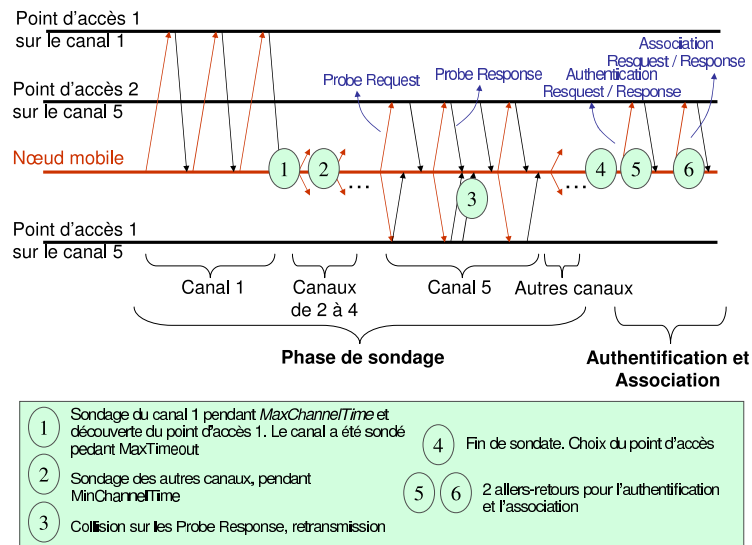 Point d'accès 1
sur le canal 1
Association
Resquest / Response
Probe Request
Probe Response
Authentication
Resquest / Response
Point d'accès 2
sur le canal 5
Nœud mobile
1
2
...
3
...
4
5
6
Point d'accès 1
sur le canal 5
Canal 1
Canaux
de 2 à 4
Canal 5
Autres canaux
Phase de sondage
Authentification et
Association
1
Sondage du canal 1 pendant MaxChannelTime et
découverte du point d'accès 1. Le canal a été sondé
pedant MaxTimeout
2
Sondage des autres canaux, pendant
MinChannelTime
3
Collision sur les Probe Response, retransmission
4
Fin de sondate. Choix du point d'accès
5 6
2 allers-retours pour l'authentification
et l'association